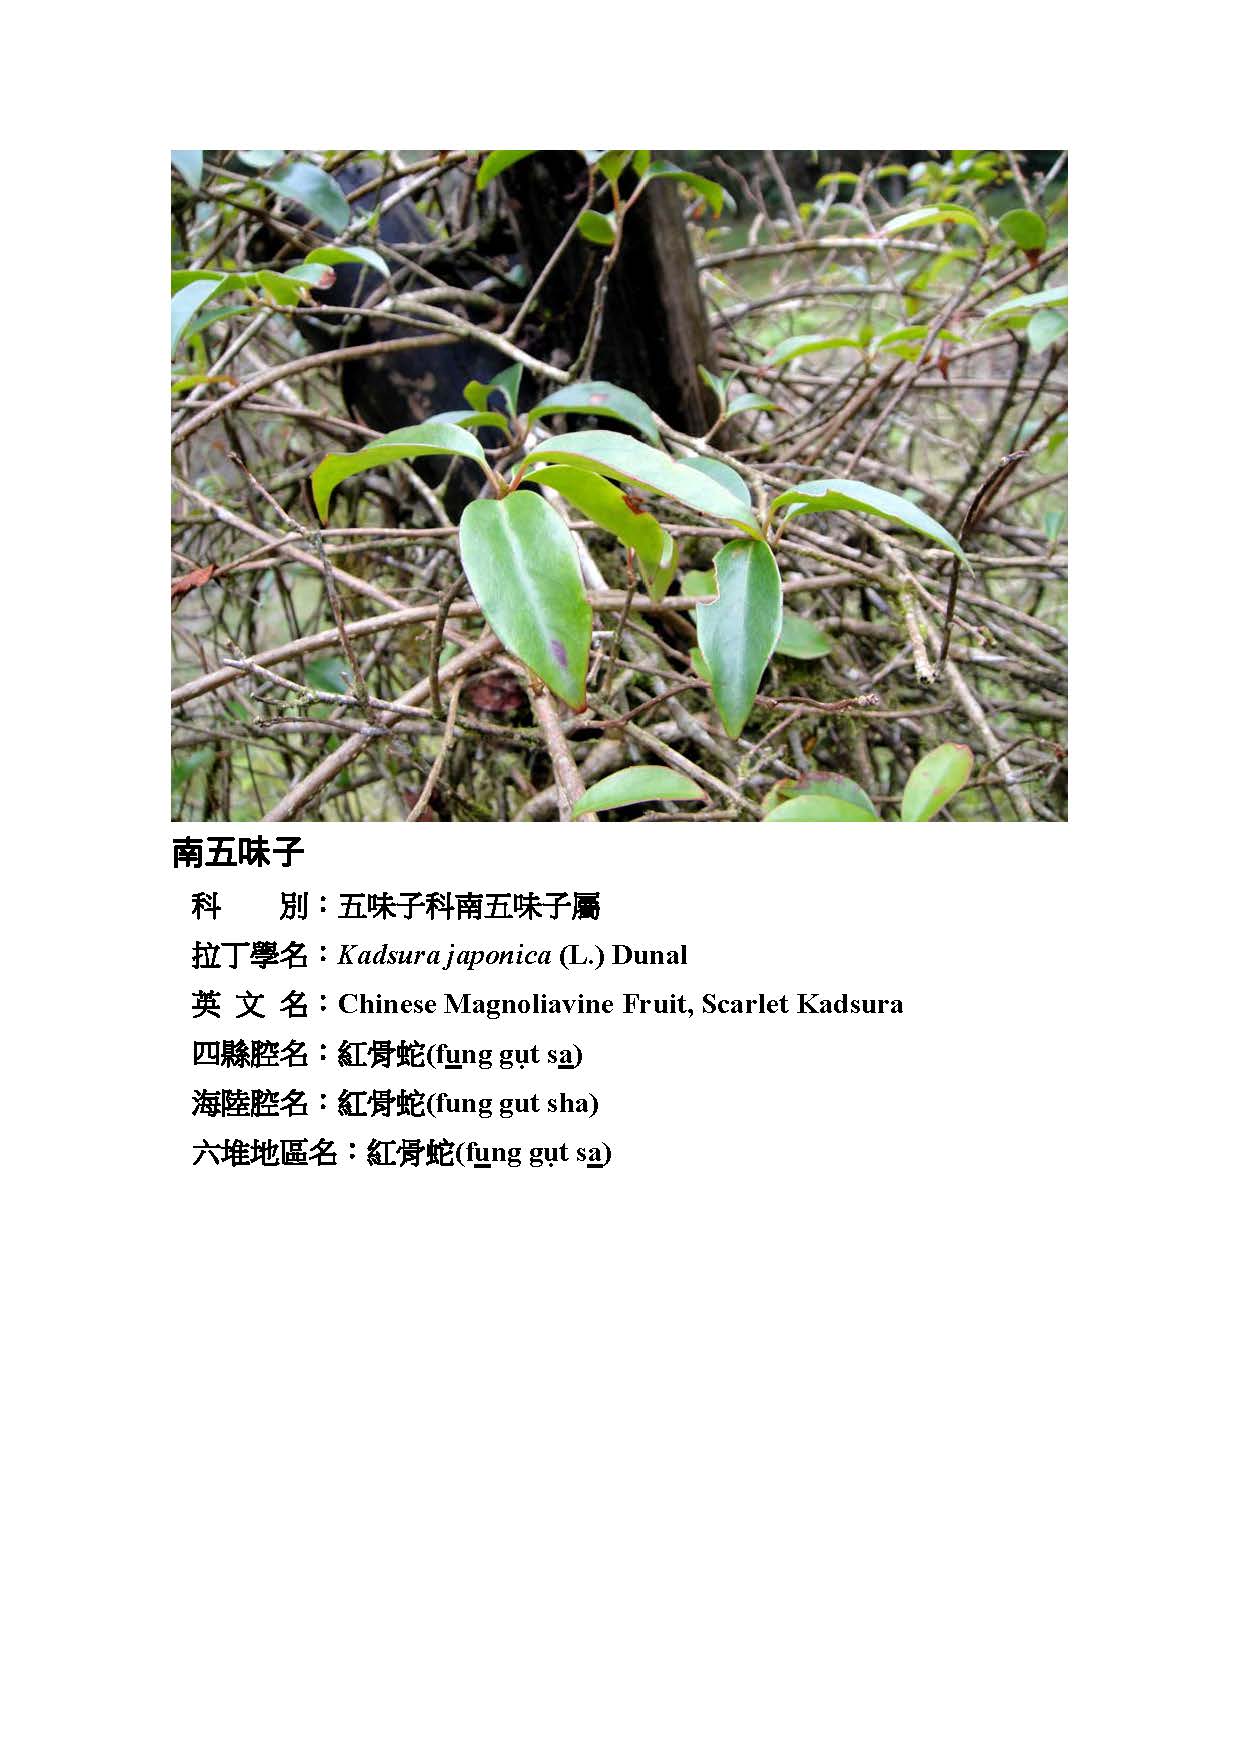 南五味子
科　　別：五味子科南五味子屬
拉丁學名：Kadsura japonica (L.) Dunal
英 文 名：Chinese Magnoliavine Fruit, Scarlet Kadsura
四縣腔名：紅骨蛇(fu̲ng gụt sa̲)
海陸腔名：紅骨蛇(fung gut sha)
六堆地區名：紅骨蛇(fu̲ng gụt sa̲)